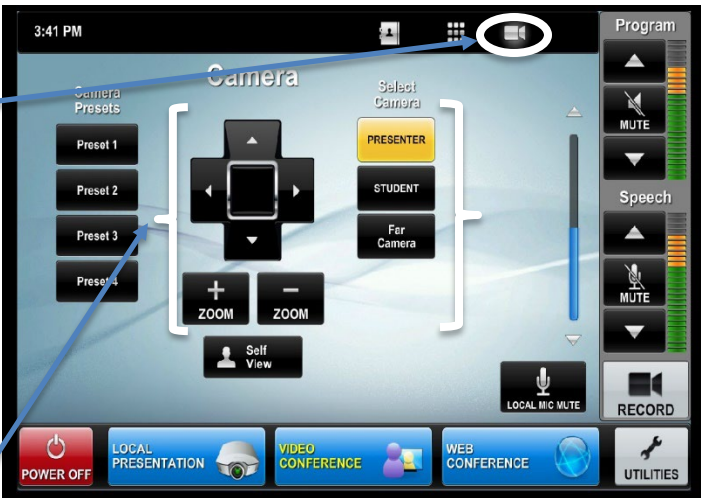 3:41 PM
Camera
Camera
Presets
Preset 1
Preset 2
Preset 3
Preset 4
ZOOM
ZOOM
Self
View
Select
Camera
PRESENTER
STUDENT
Far
Camera
LOCAL MIC MUTE
Program
MUTE
Speech
MUTE
RECORD
POWER OFF
LOCAL
PRESENTATION
VIDEO
CONFERENCE
WEB
CONFERENCE
UTILITIES